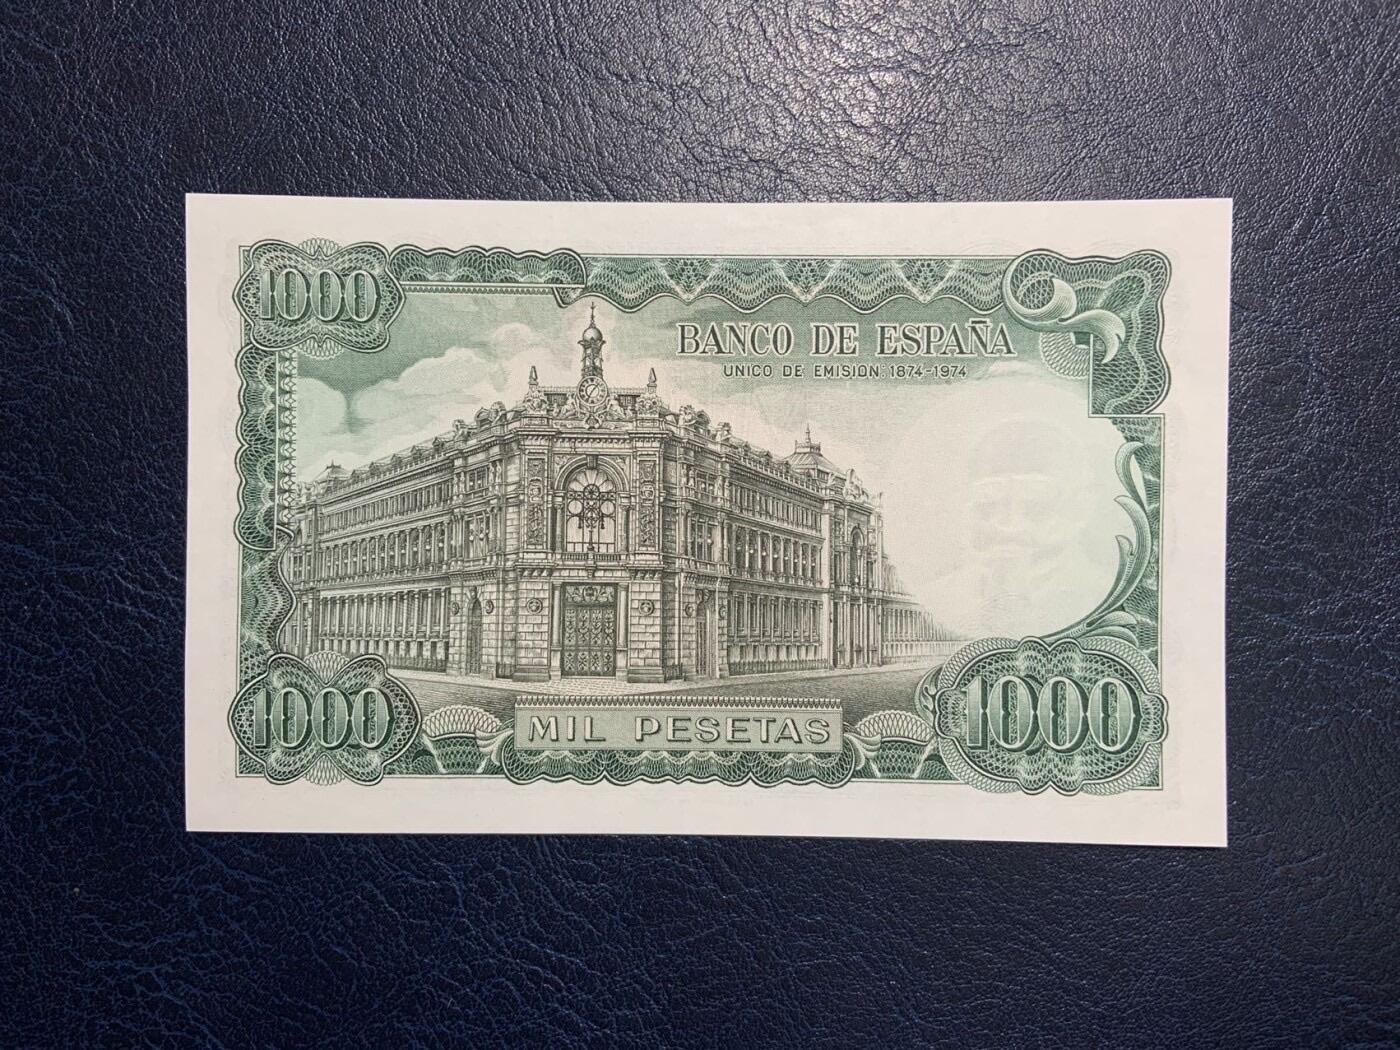 1000
BANCO DE ESPAÑA
UNICO DE EMISION: 1874-1974
1000
MIL PESETAS
1000